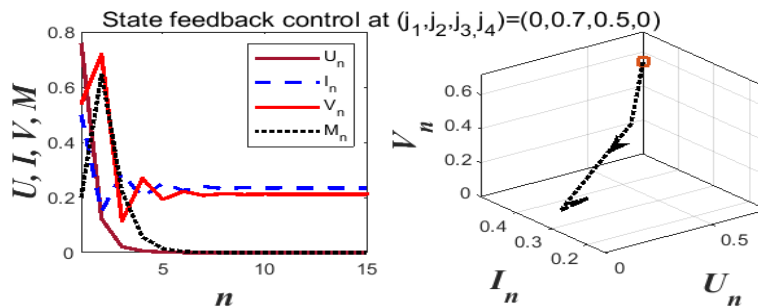 State feedback control at (j1,j2,j3,j4)=(0,0.7,0.5,0)
U, I, V, M
0.8
0.6
0.4
0.2
0
5
10
15
n
Un
In
Vn
Mn
Vn
0.6
0.4
0.2
0
0.4
0.3
0.2
In
0
0.5
Un